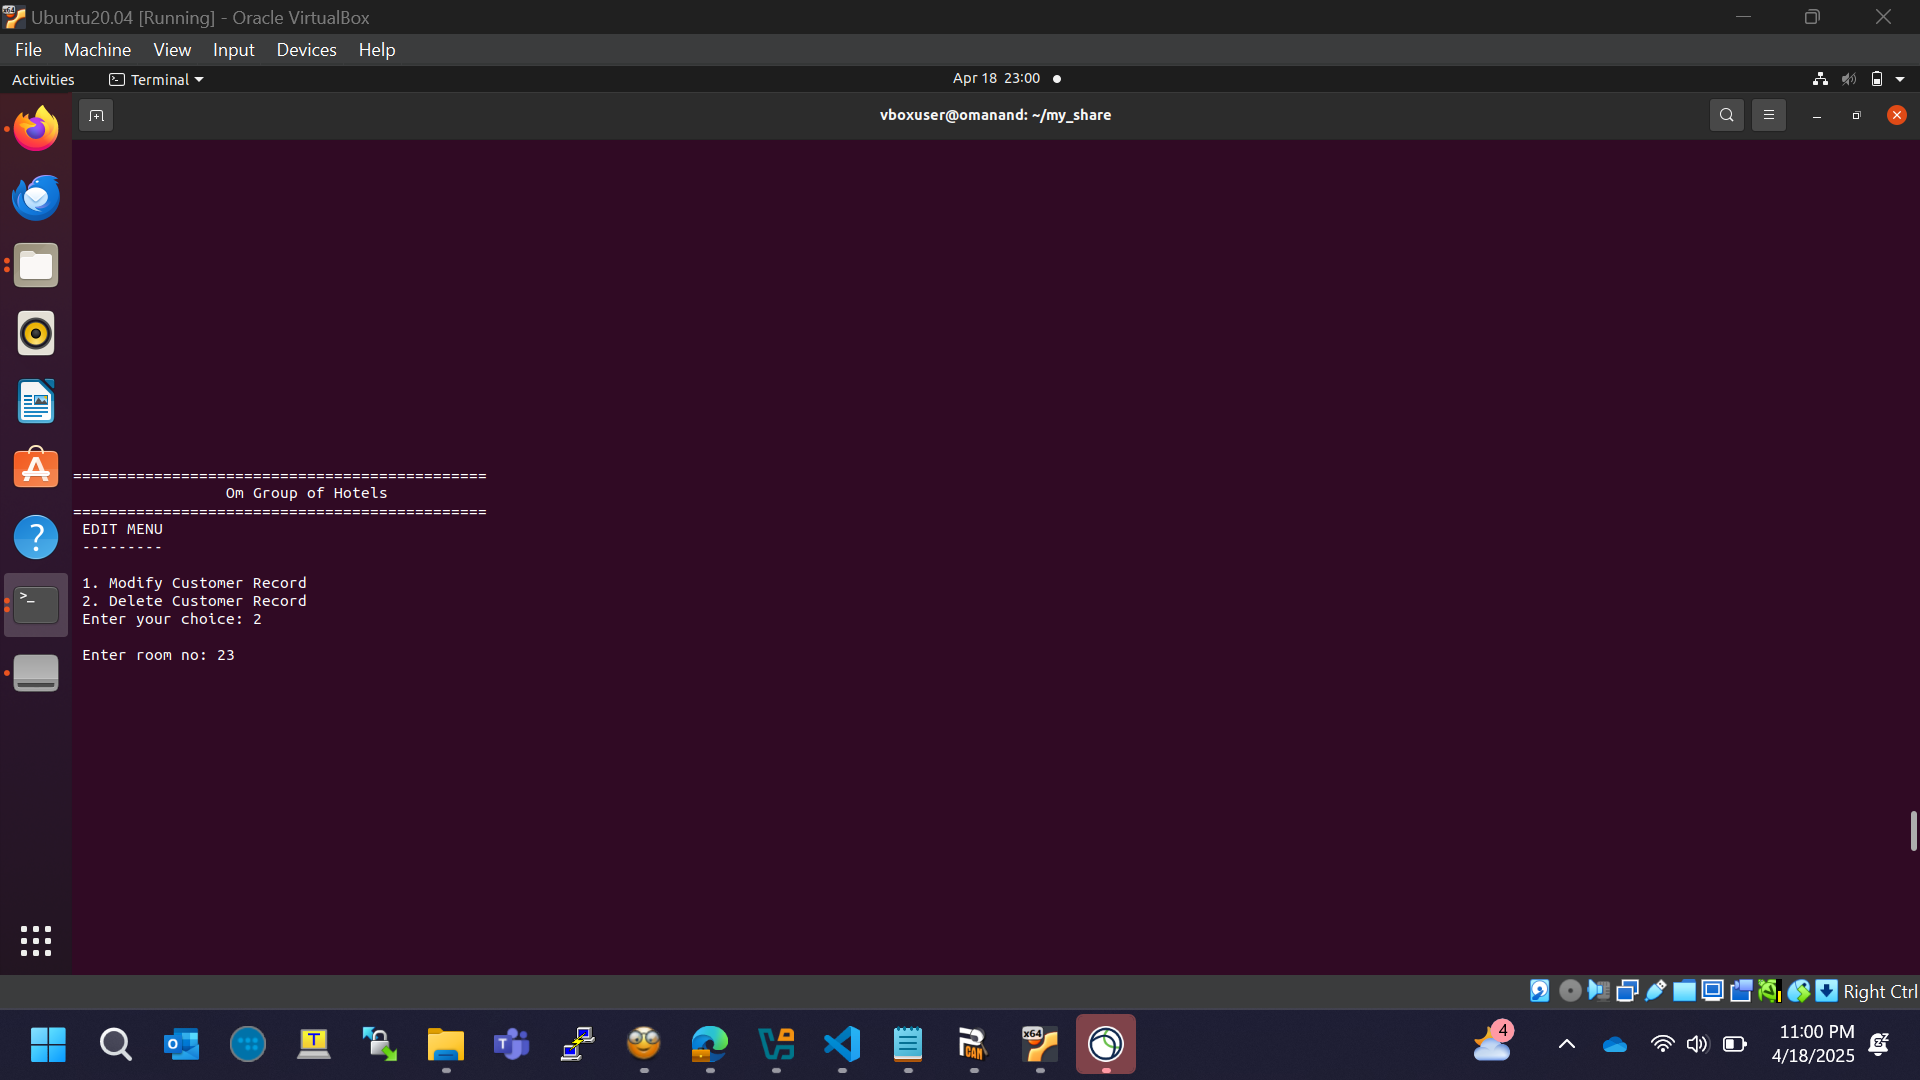 Ubuntu20.04 [Running] - Oracle VirtualBox
File Machine View Input Devices Help
Activities Terminal Apr 18 23:00
vboxuser@omanand: ~/my_share
==============================================
Om Group of Hotels
==============================================
EDIT MENU
---------
1. Modify Customer Record
2. Delete Customer Record
Enter your choice: 2
Enter room no: 23
Right Ctrl
4
11:00 PM
4/18/2025